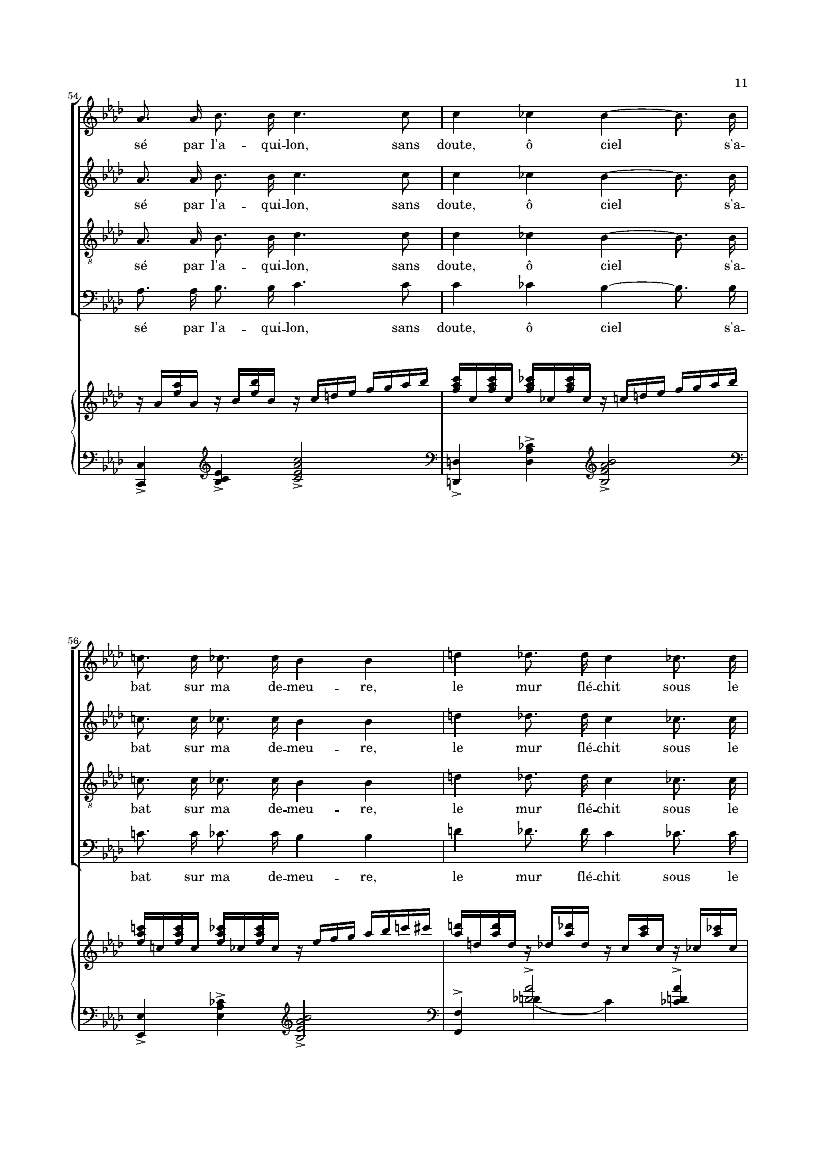 11
54
sé par l'a - qui - lon, sans doute, ô ciel s'a-
sé par l'a - qui - lon, sans doute, ô ciel s'a-
8
sé par l'a - qui - lon, sans doute, ô ciel s'a-
sé par l'a - qui - lon, sans doute, ô ciel s'a-
56
bat sur ma de - meu - re, le mur flé - chit sous le
bat sur ma de - meu - re, le mur flé - chit sous le
8
bat sur ma de - meu - re, le mur flé - chit sous le
bat sur ma de - meu - re, le mur flé - chit sous le